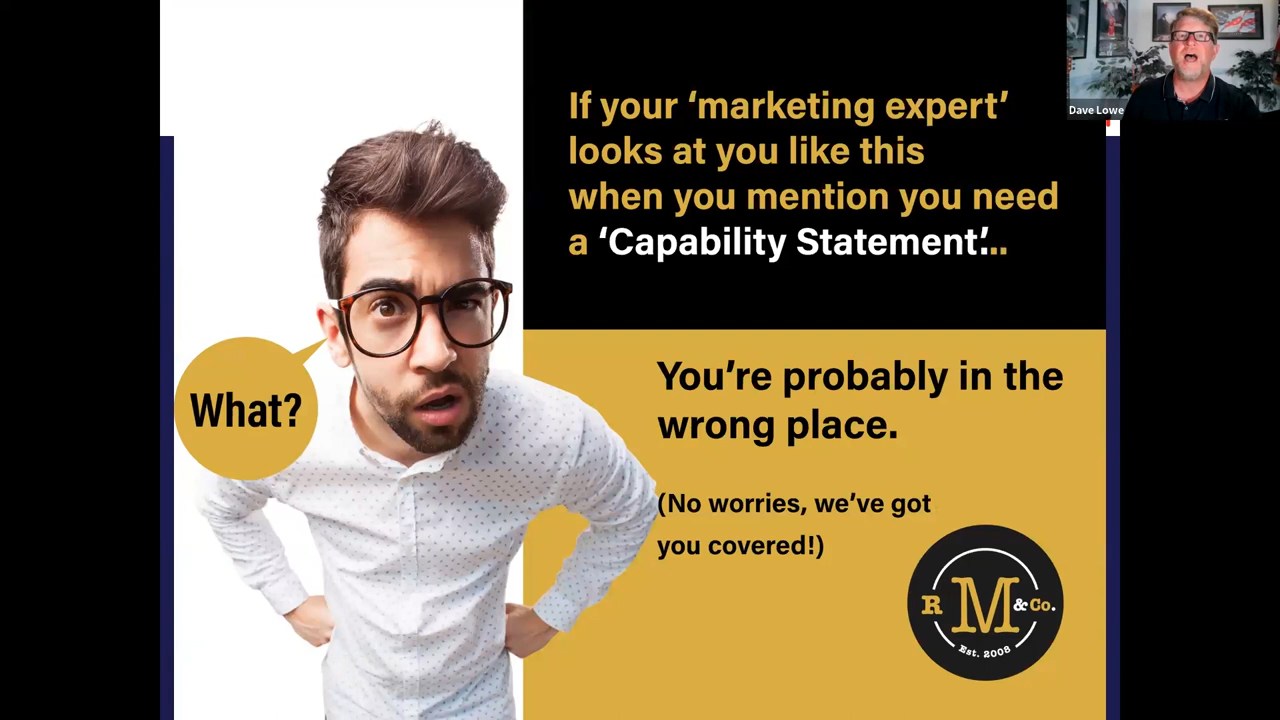 If your ‘marketing expert’
looks at you like this
when you mention you need
a ‘Capability Statement’...
What?
You’re probably in the
wrong place.
(No worries, we’ve got
you covered!)
R M & Co.
Est. 2008
Dave Lowe